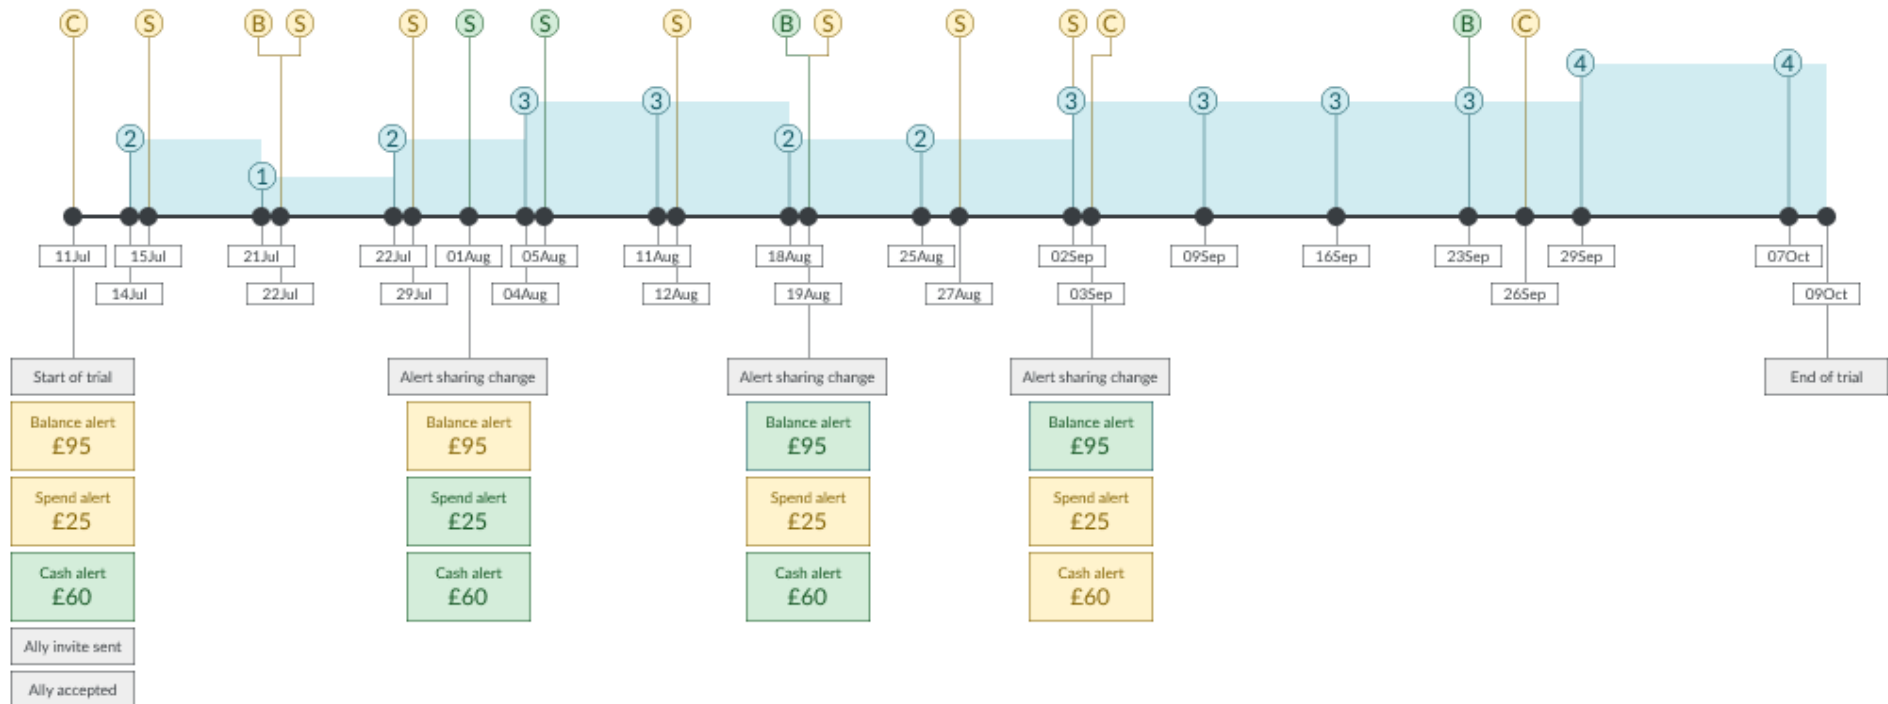 C S B S S S S S B S S S C B C
4 4
3 3 3 3 3 3
2 2 2 2
1
11Jul 15Jul 21Jul 22Jul 01Aug 05Aug 11Aug 18Aug 25Aug 02Sep 09Sep 16Sep 23Sep 29Sep 07Oct
14Jul 22Jul 29Jul 04Aug 12Aug 19Aug 27Aug 03Sep 26Sep 09Oct
Start of trial
Balance alert
£95
Spend alert
£25
Cash alert
£60
Ally invite sent
Ally accepted
Alert sharing change
Balance alert
£95
Spend alert
£25
Cash alert
£60
Alert sharing change
Balance alert
£95
Spend alert
£25
Cash alert
£60
Alert sharing change
Balance alert
£95
Spend alert
£25
Cash alert
£60
End of trial